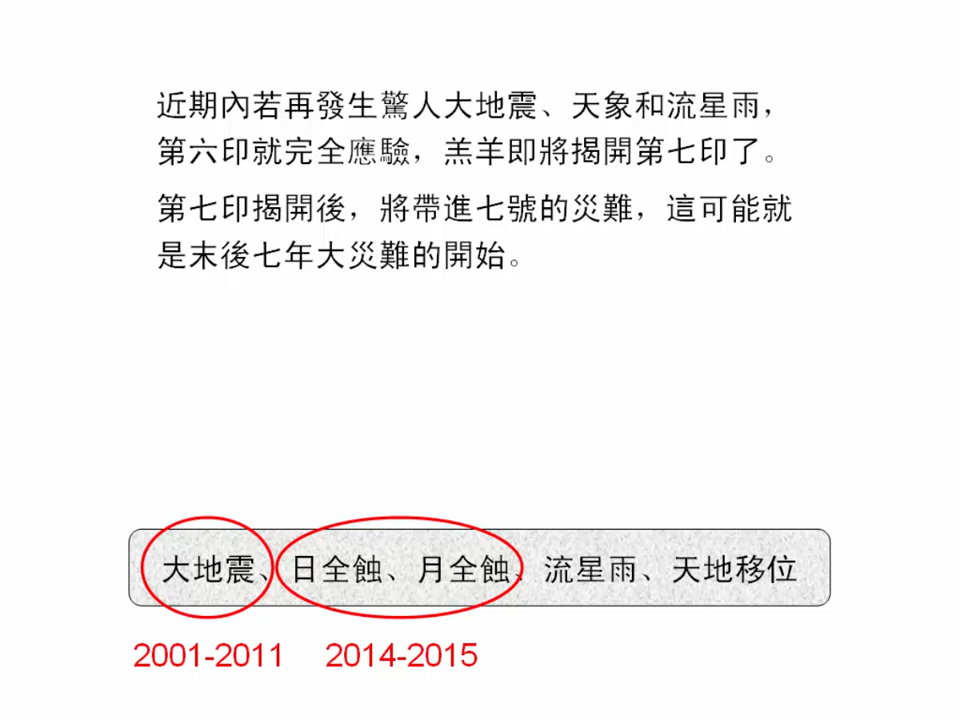 近期內若再發生驚人大地震、天象和流星雨，
第六印就完全應驗，羔羊即將揭開第七印了。
第七印揭開後，將帶進七號的災難，這可能就
是末後七年大災難的開始。
大地震、日全蝕、月全蝕、流星雨、天地移位
2001-2011 2014-2015